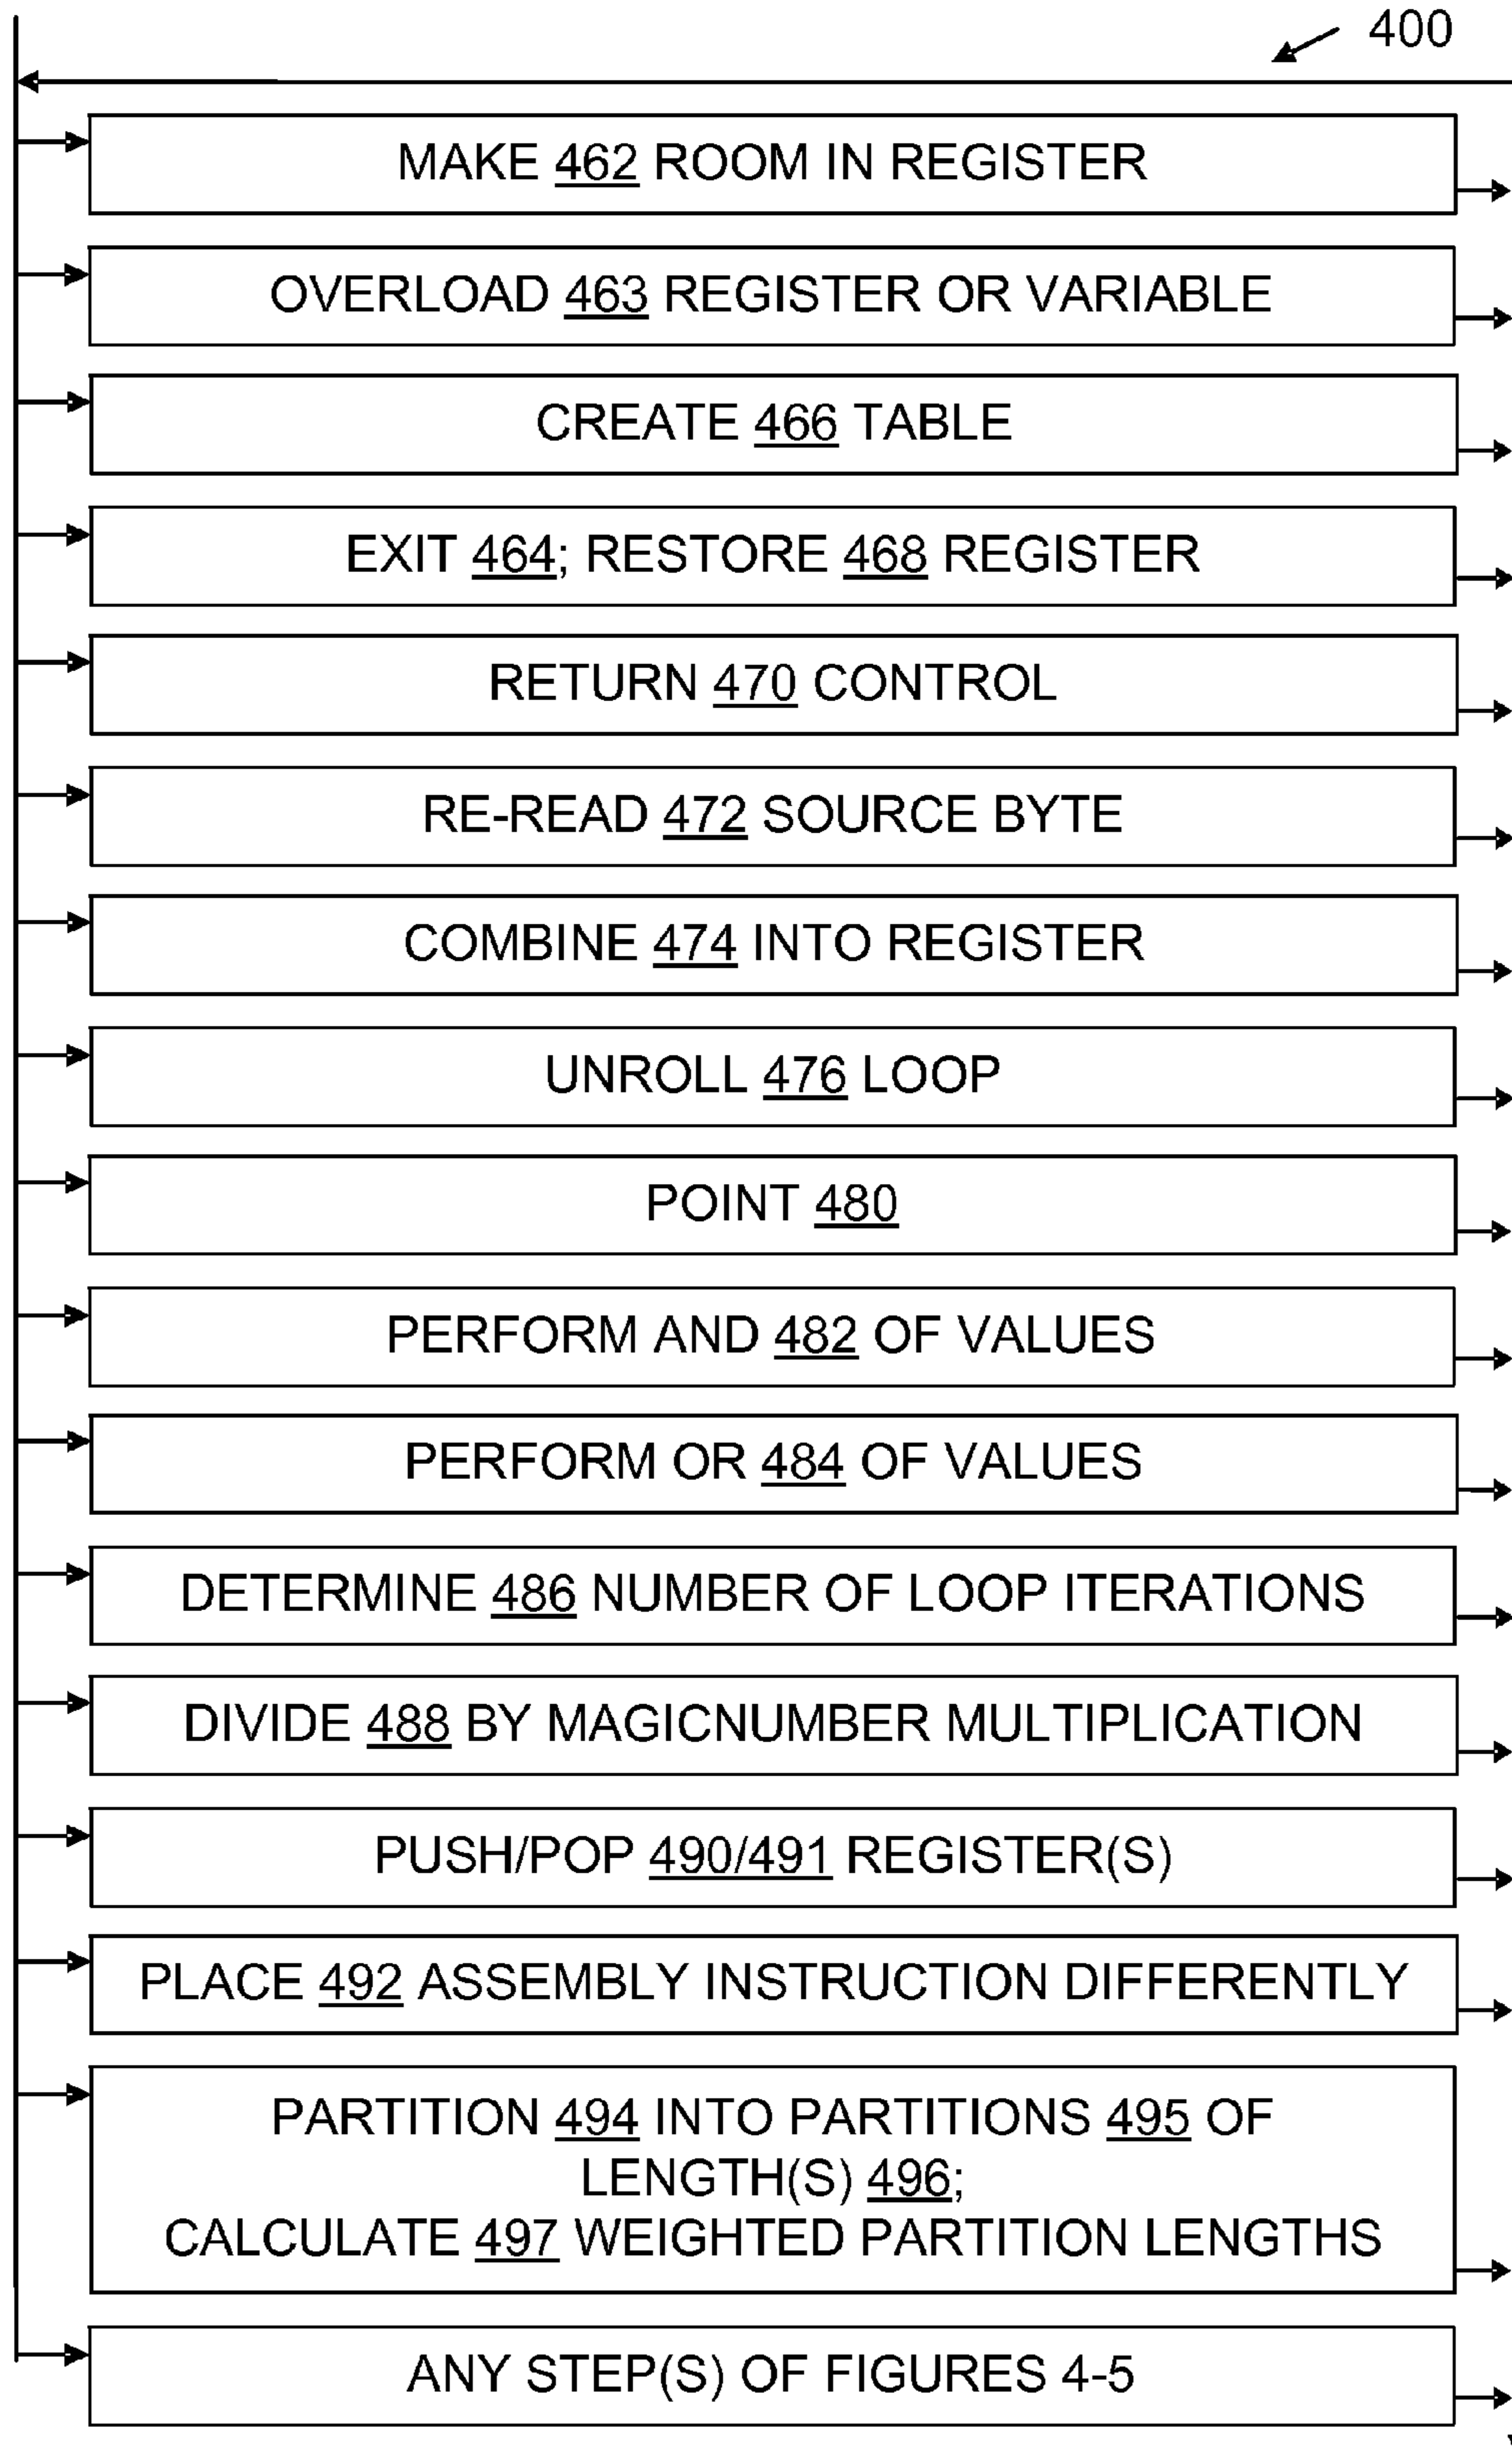 400
MAKE 462 ROOM IN REGISTER
OVERLOAD 463 REGISTER OR VARIABLE
CREATE 466 TABLE
EXIT 464; RESTORE 468 REGISTER
RETURN 470 CONTROL
RE-READ 472 SOURCE BYTE
COMBINE 474 INTO REGISTER
UNROLL 476 LOOP
POINT 480
PERFORM AND 482 OF VALUES
PERFORM OR 484 OF VALUES
DETERMINE 486 NUMBER OF LOOP ITERATIONS
DIVIDE 488 BY MAGICNUMBER MULTIPLICATION
PUSH/POP 490/491 REGISTER(S)
PLACE 492 ASSEMBLY INSTRUCTION DIFFERENTLY
PARTITION 494 INTO PARTITIONS 495 OF
LENGTH(S) 496;
CALCULATE 497 WEIGHTED PARTITION LENGTHS
ANY STEP(S) OF FIGURES 4-5